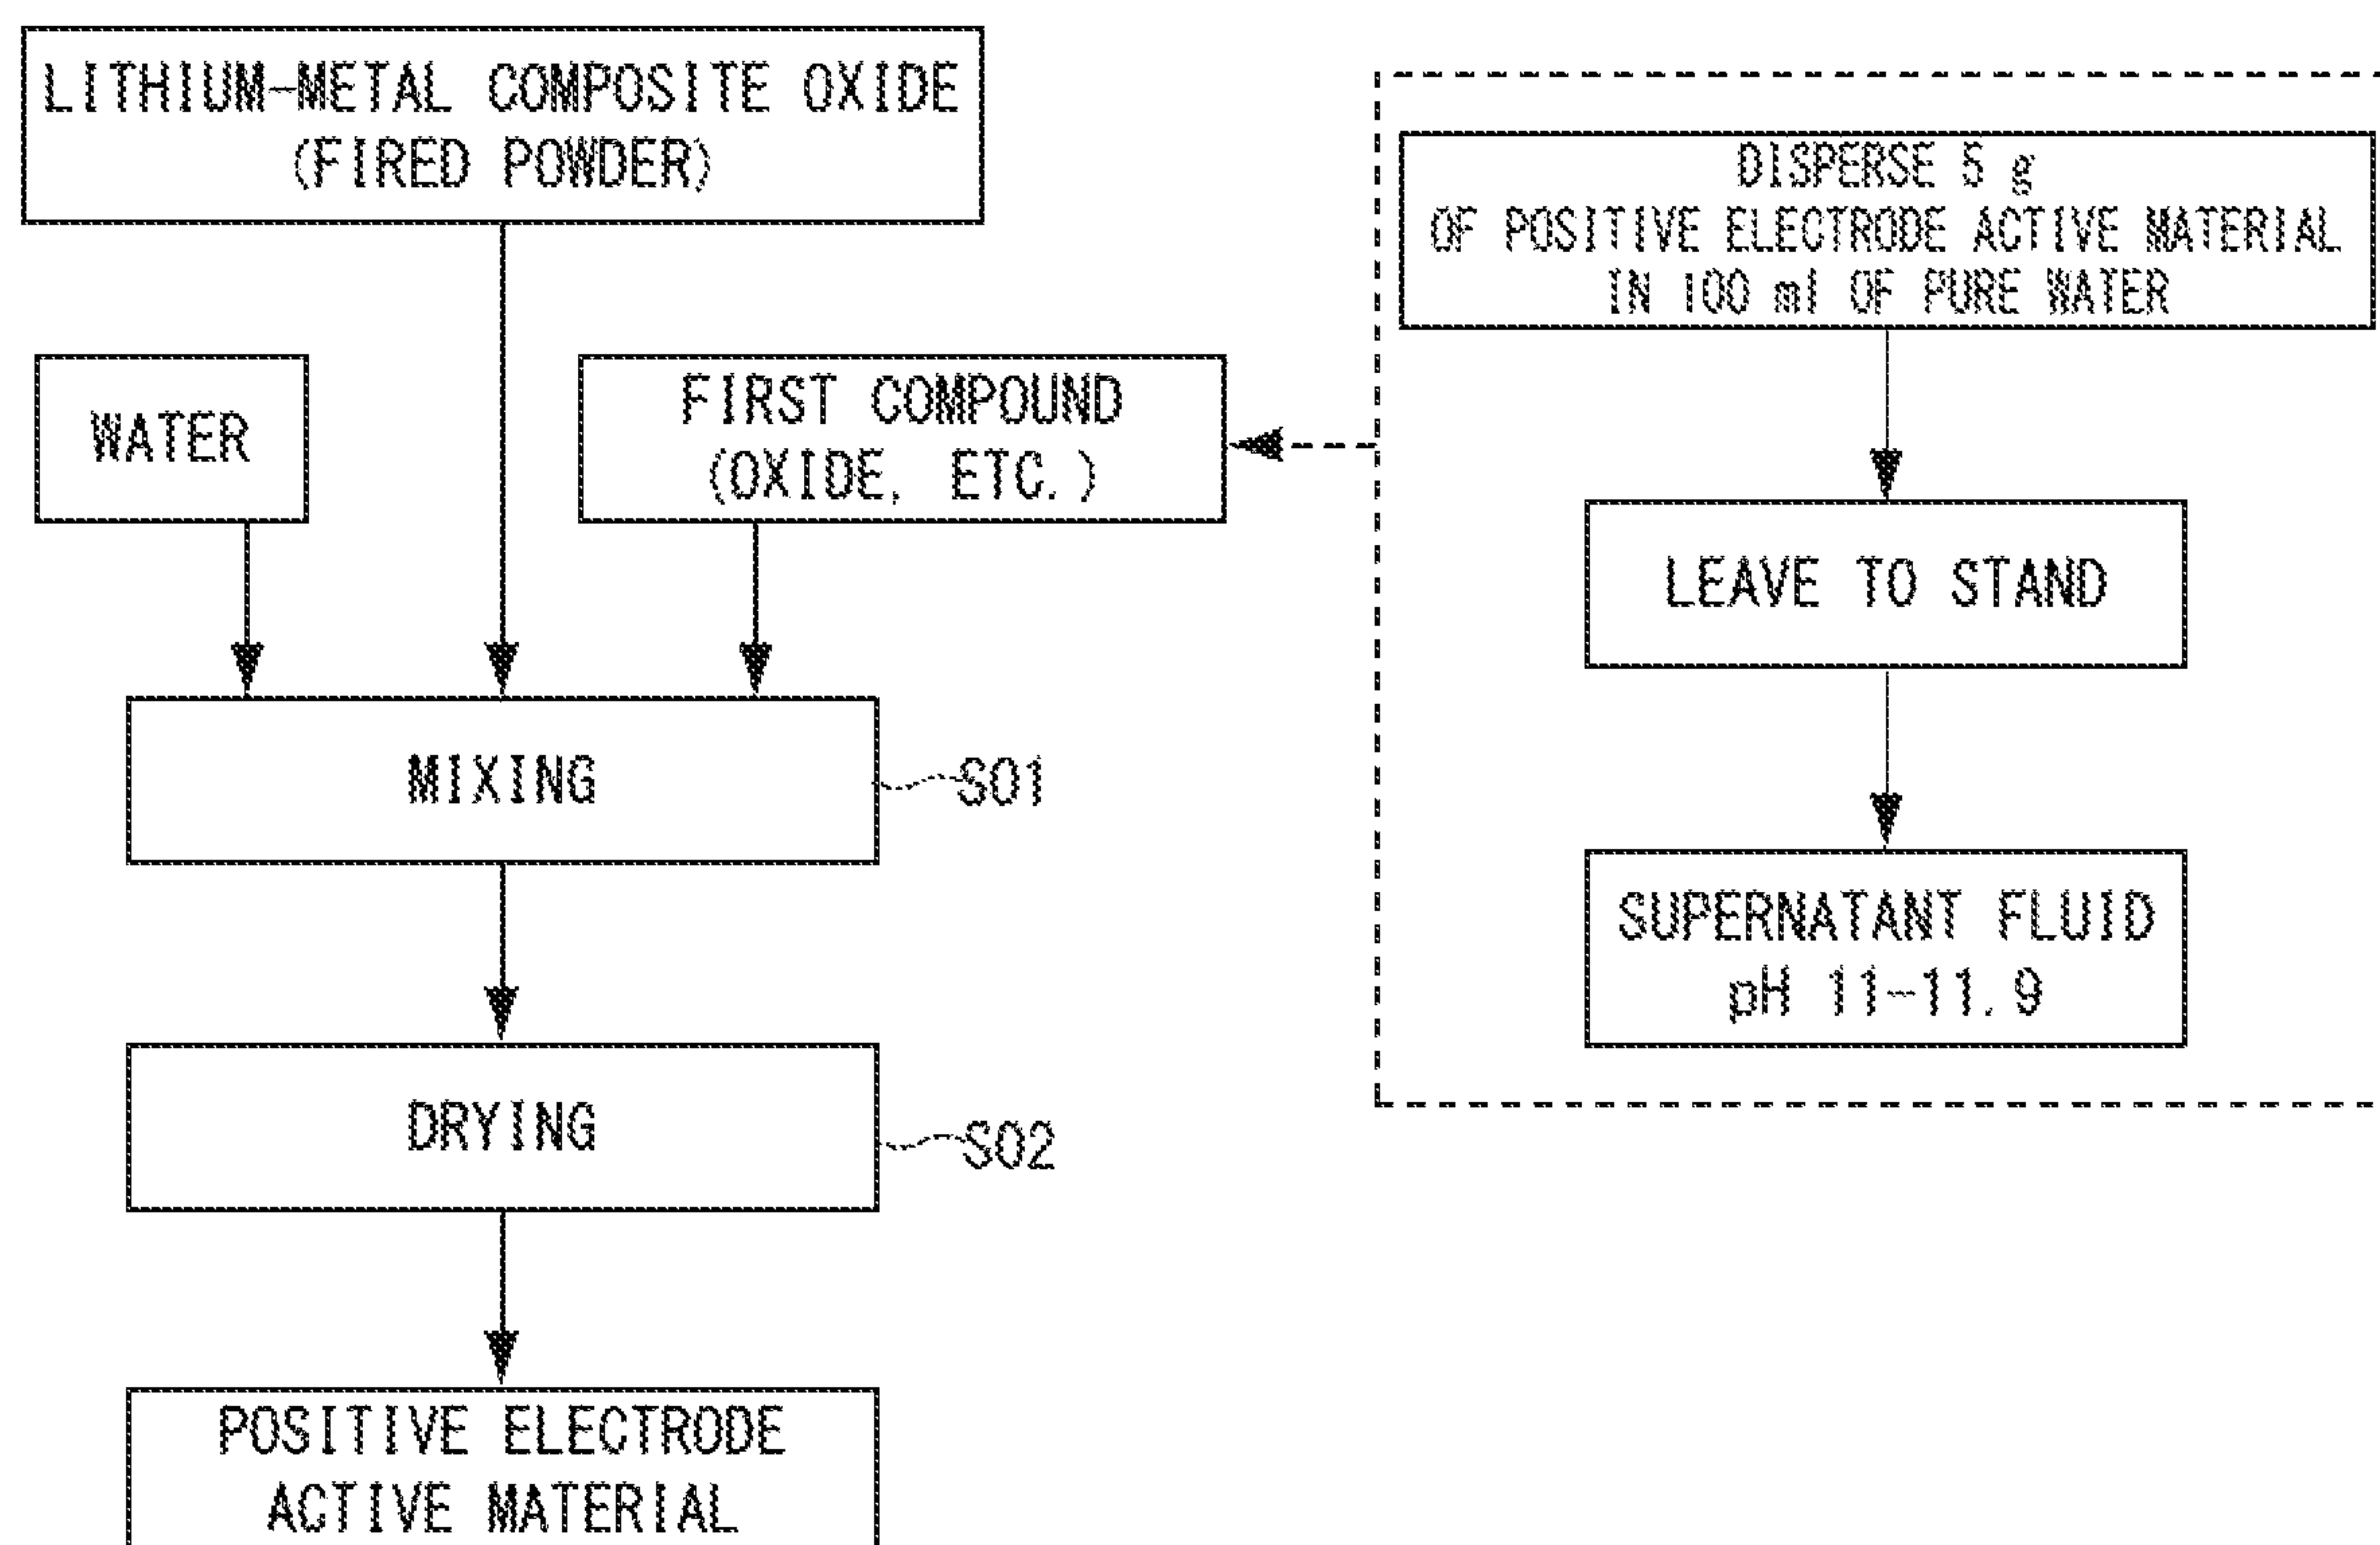 LITHIUM-METAL COMPOSITE OXIDE
(FIRED POWDER)
WATER
FIRST COMPOUND
(OXIDE, ETC.)
MIXING
S01
DRYING
S02
POSITIVE ELECTRODE
ACTIVE MATERIAL
DISPERSE 5 g
OF POSITIVE ELECTRODE ACTIVE MATERIAL
IN 100 ml OF PURE WATER
LEAVE TO STAND
SUPERNATANT FLUID
pH 11-11.9